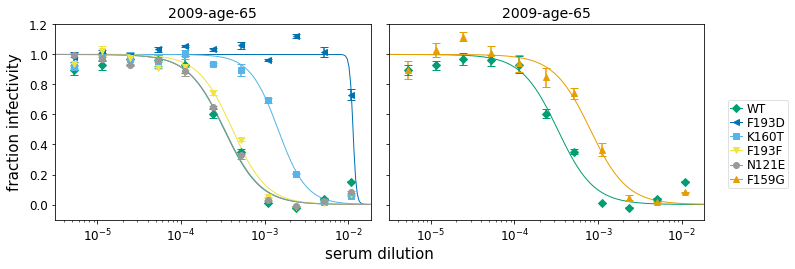 2009-age-65 2009-age-65
fraction infectivity
1.2
1.0
0.8
0.6
0.4
0.2
0.0
10⁻⁵ 10⁻⁴ 10⁻³ 10⁻² 10⁻⁵ 10⁻⁴ 10⁻³ 10⁻²
serum dilution
WT
F193D
K160T
F193F
N121E
F159G